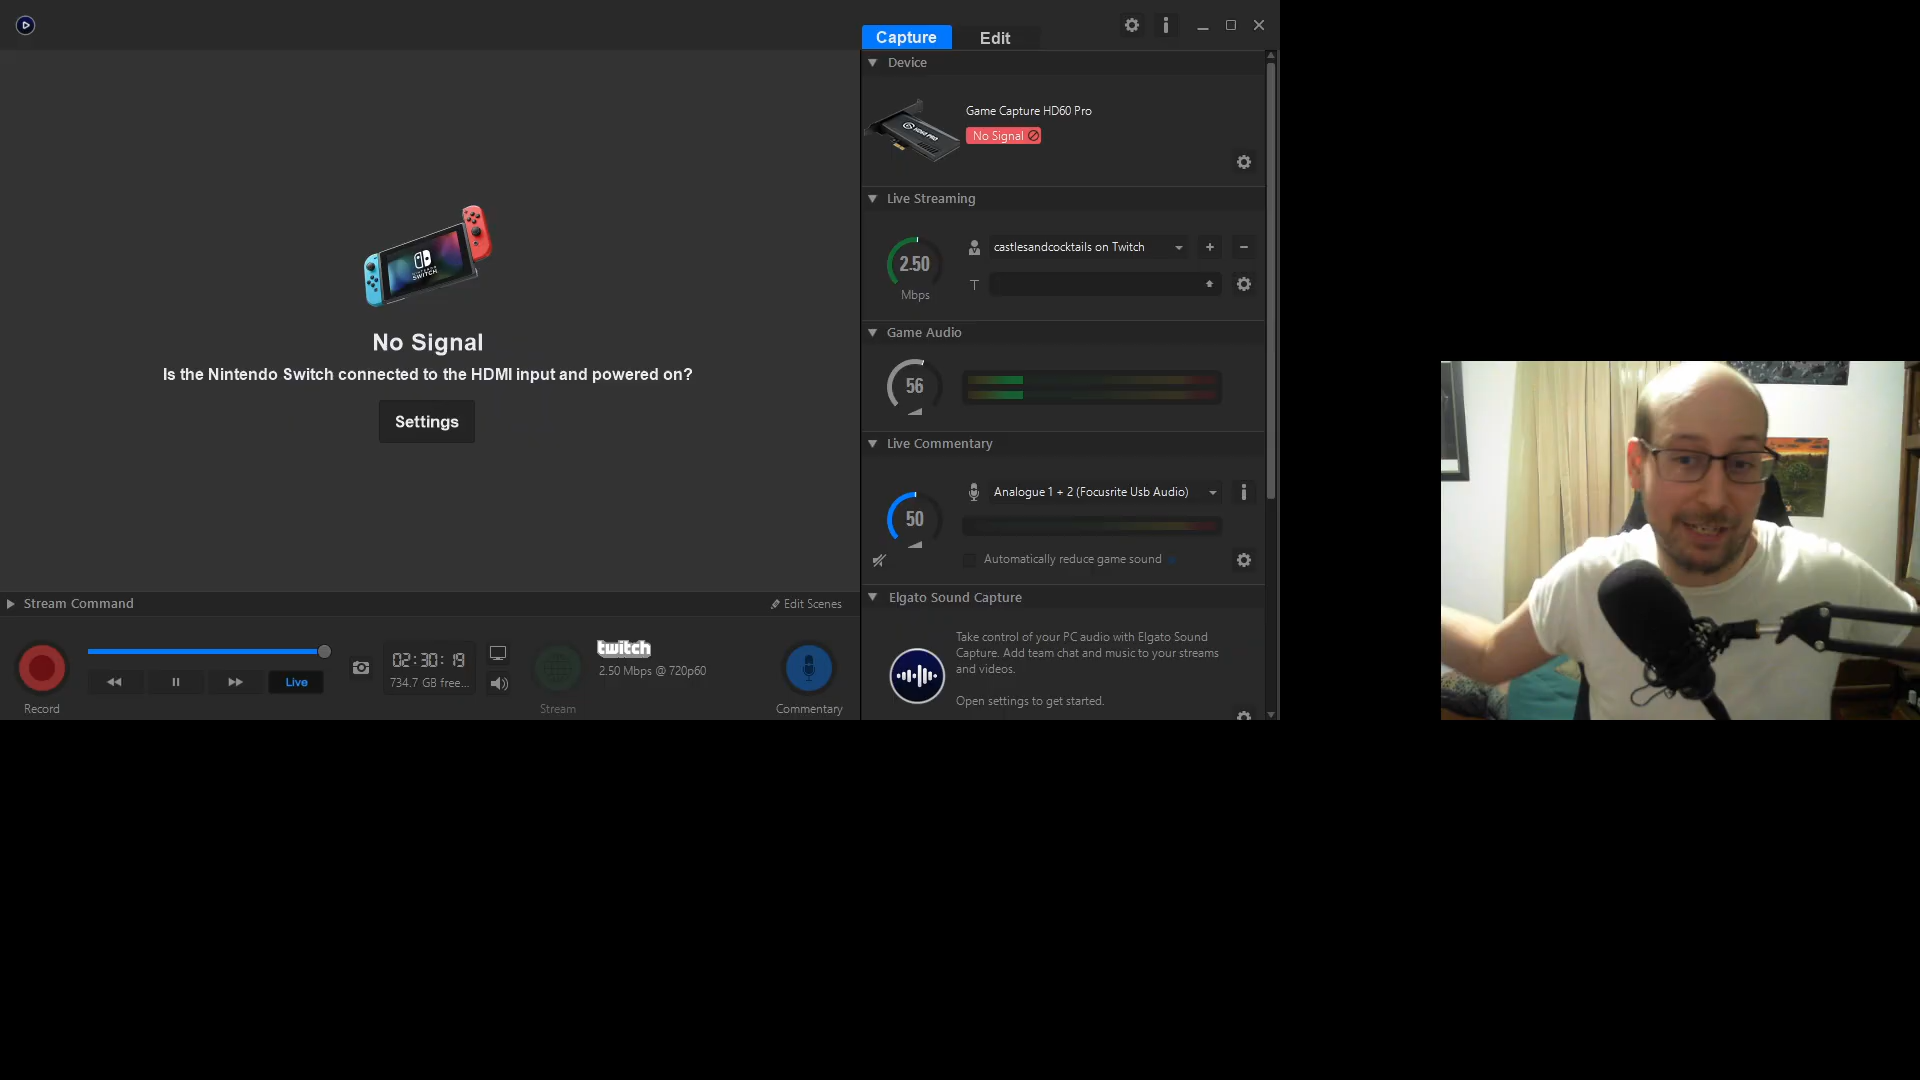 Capture
Edit
Device
Game Capture HD60 Pro
No Signal
Live Streaming
2.50
Mbps
castlesandcocktails on Twitch
T
Game Audio
56
Live Commentary
Analogue 1 + 2 (Focusrite Usb Audio)
50
Automatically reduce game sound
Elgato Sound Capture
Take control of your PC audio with Elgato Sound
Capture. Add team chat and music to your streams
and videos.
Open settings to get started.
NINTENDO
SWITCH
No Signal
Is the Nintendo Switch connected to the HDMI input and powered on?
Settings
Stream Command
Edit Scenes
Record
Live
02:30:19
734.7 GB free...
Stream
twitch
2.50 Mbps @ 720p60
Commentary